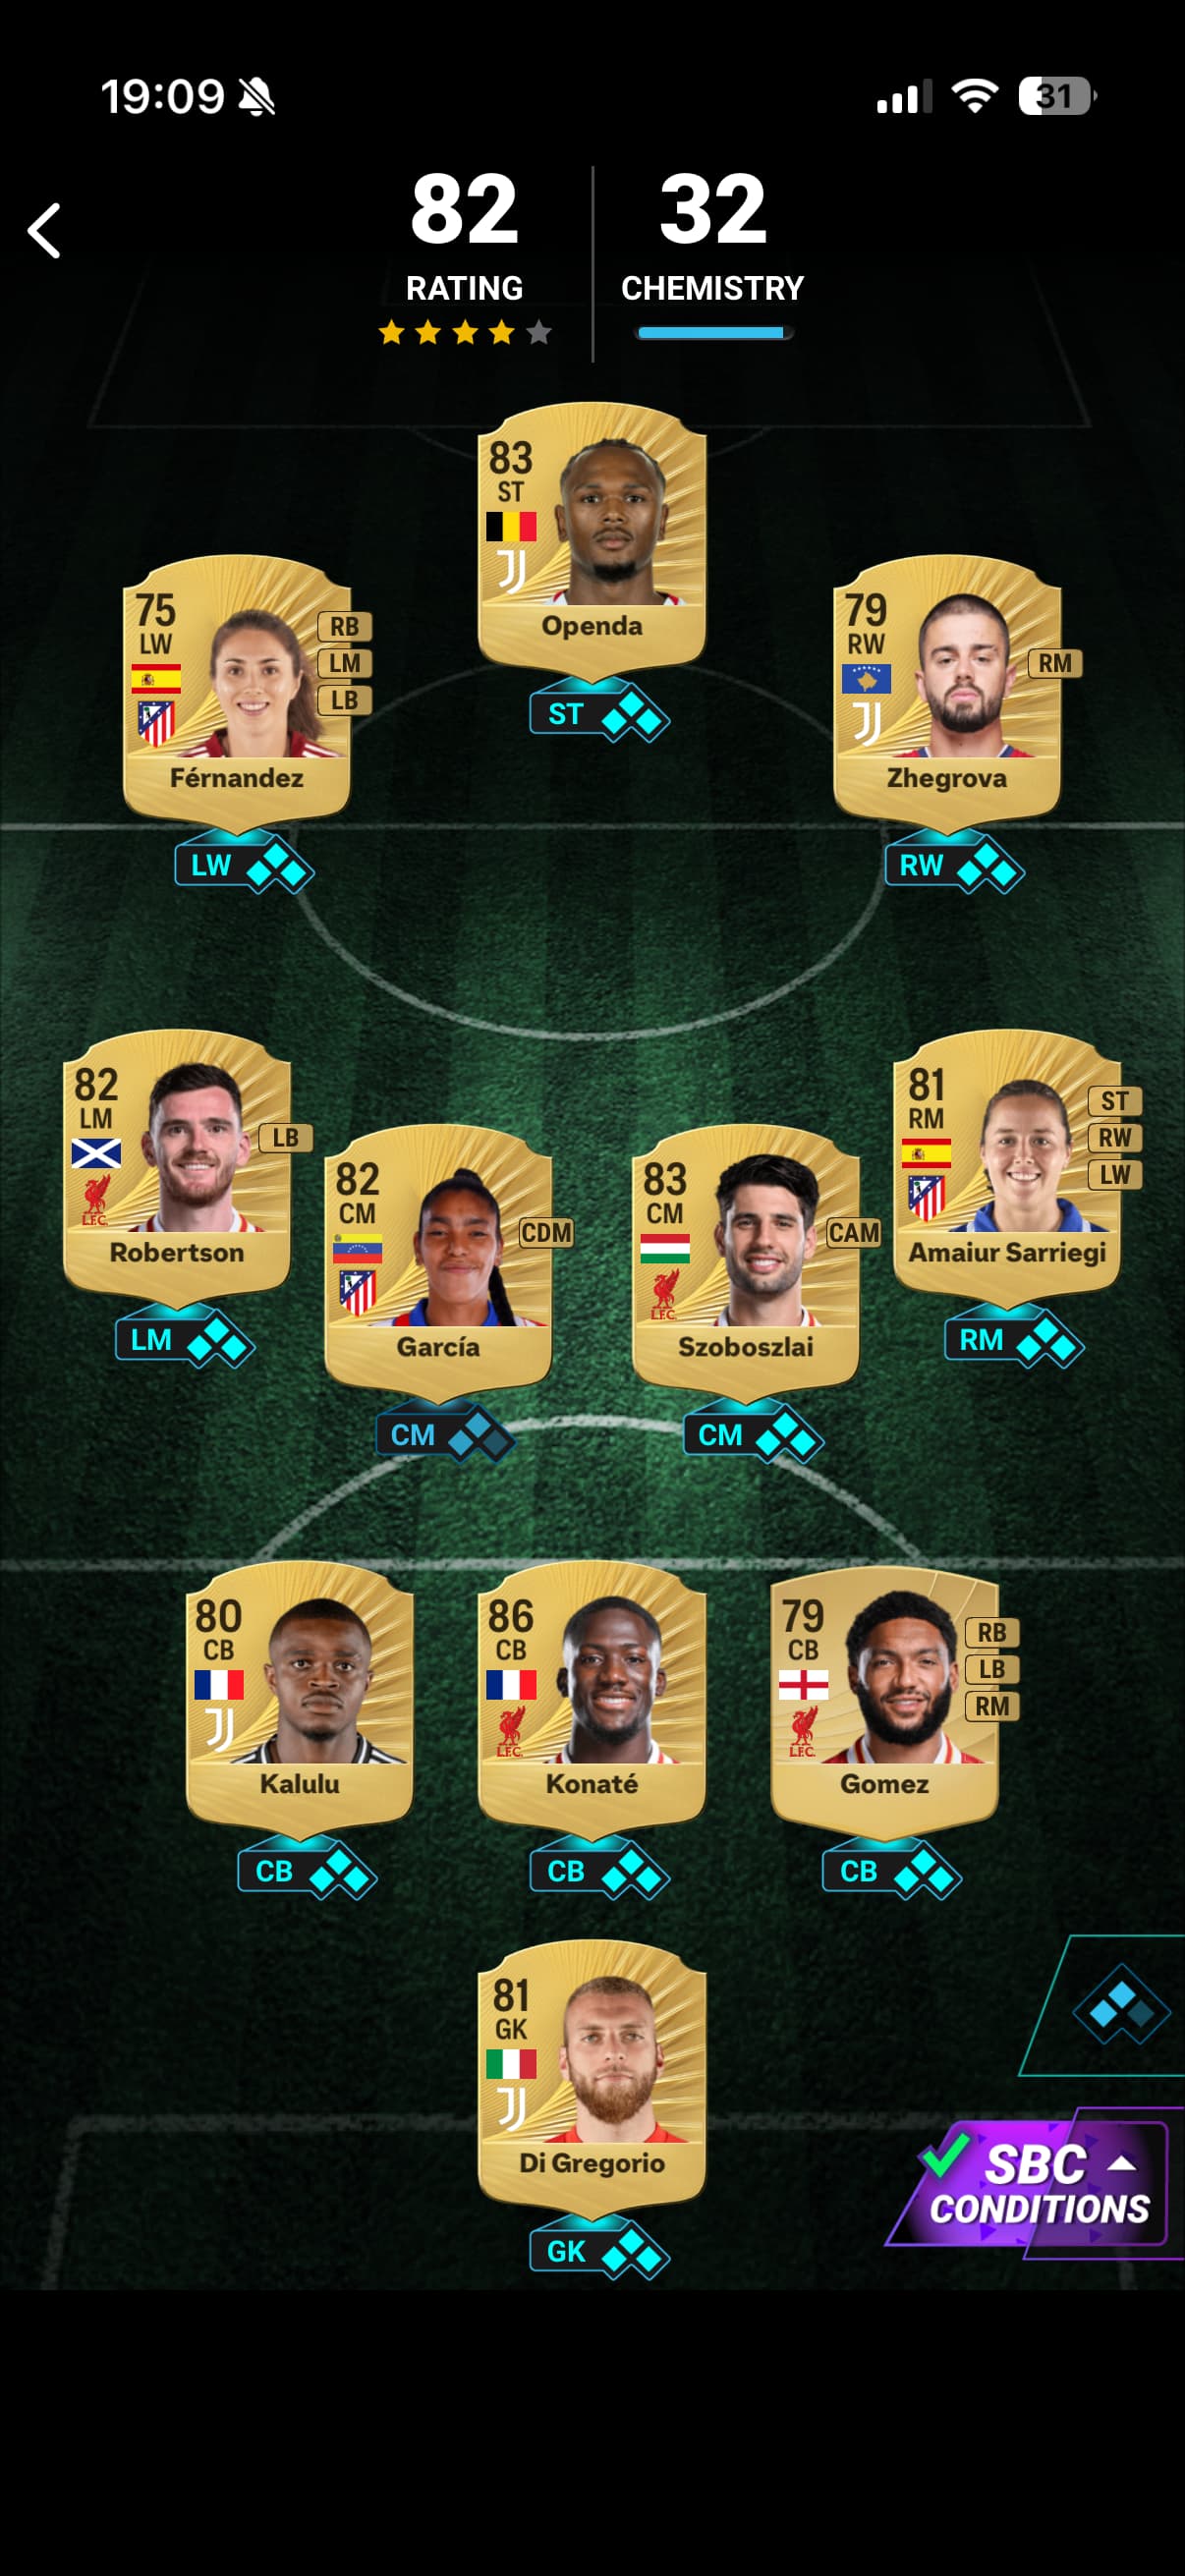 19:09
31
82
RATING
32
CHEMISTRY
83
ST
Openda
ST
75
LW
RB
LM
LB
Férnandez
LW
79
RW
RM
Zhegrova
RW
82
LM
LB
L.F.C.
Robertson
LM
82
CM
CDM
García
CM
83
CM
CAM
L.F.C.
Szoboszlai
CM
81
RM
ST
RW
LW
Amaiur Sarriegi
RM
80
CB
Kalulu
CB
86
CB
L.F.C.
Konaté
CB
79
CB
RB
LB
RM
L.F.C.
Gomez
CB
81
GK
Di Gregorio
GK
SBC
CONDITIONS